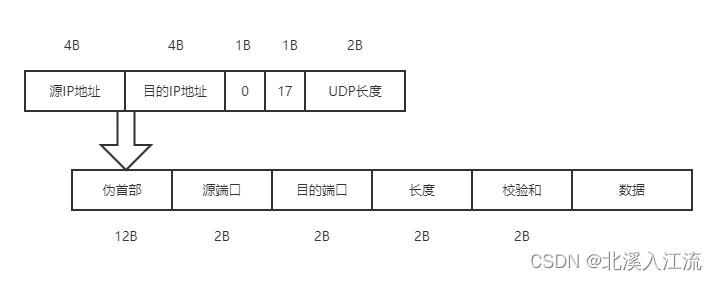 4B 4B 1B 1B 2B
源IP地址 目的IP地址 0 17 UDP长度
伪首部 源端口 目的端口 长度 校验和 数据
12B 2B 2B 2B 2B
CSDN @北溪入江流